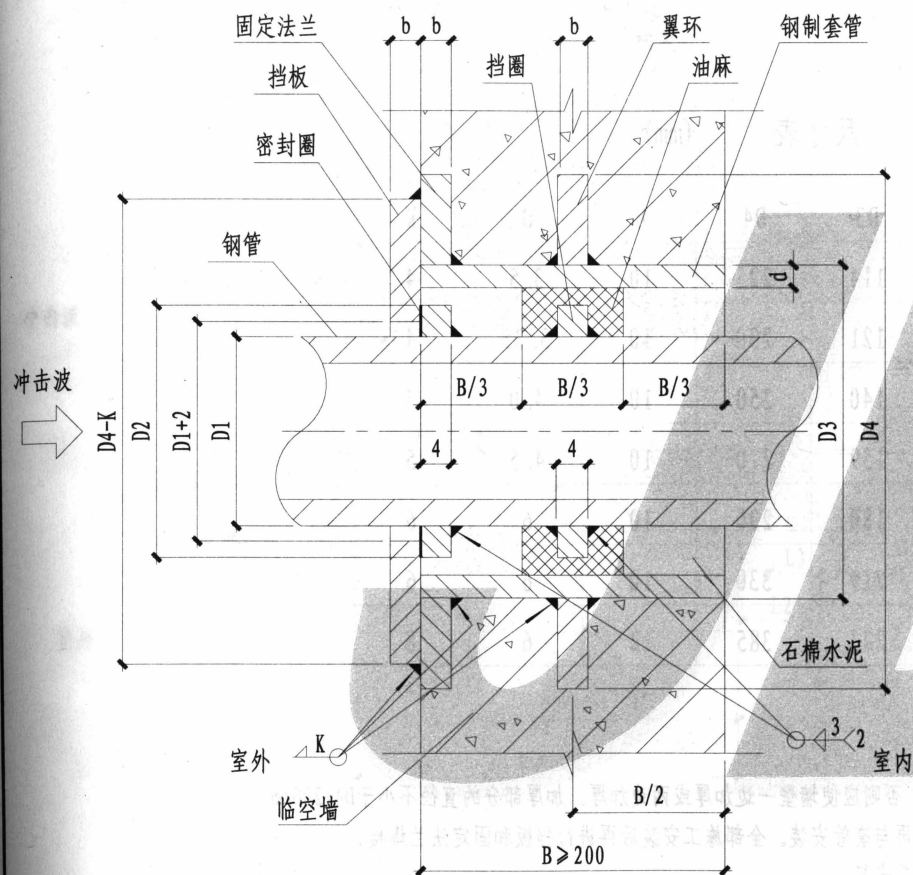 固定法兰
b
b
b
翼环
钢制套管
挡板
挡圈
油麻
密封圈
钢管
d
冲击波
D4-K
D2
D1+2
D1
B/3
B/3
B/3
4
4
D3
D4
石棉水泥
室外
K
3
2
室内
临空墙
B/2
B≥200